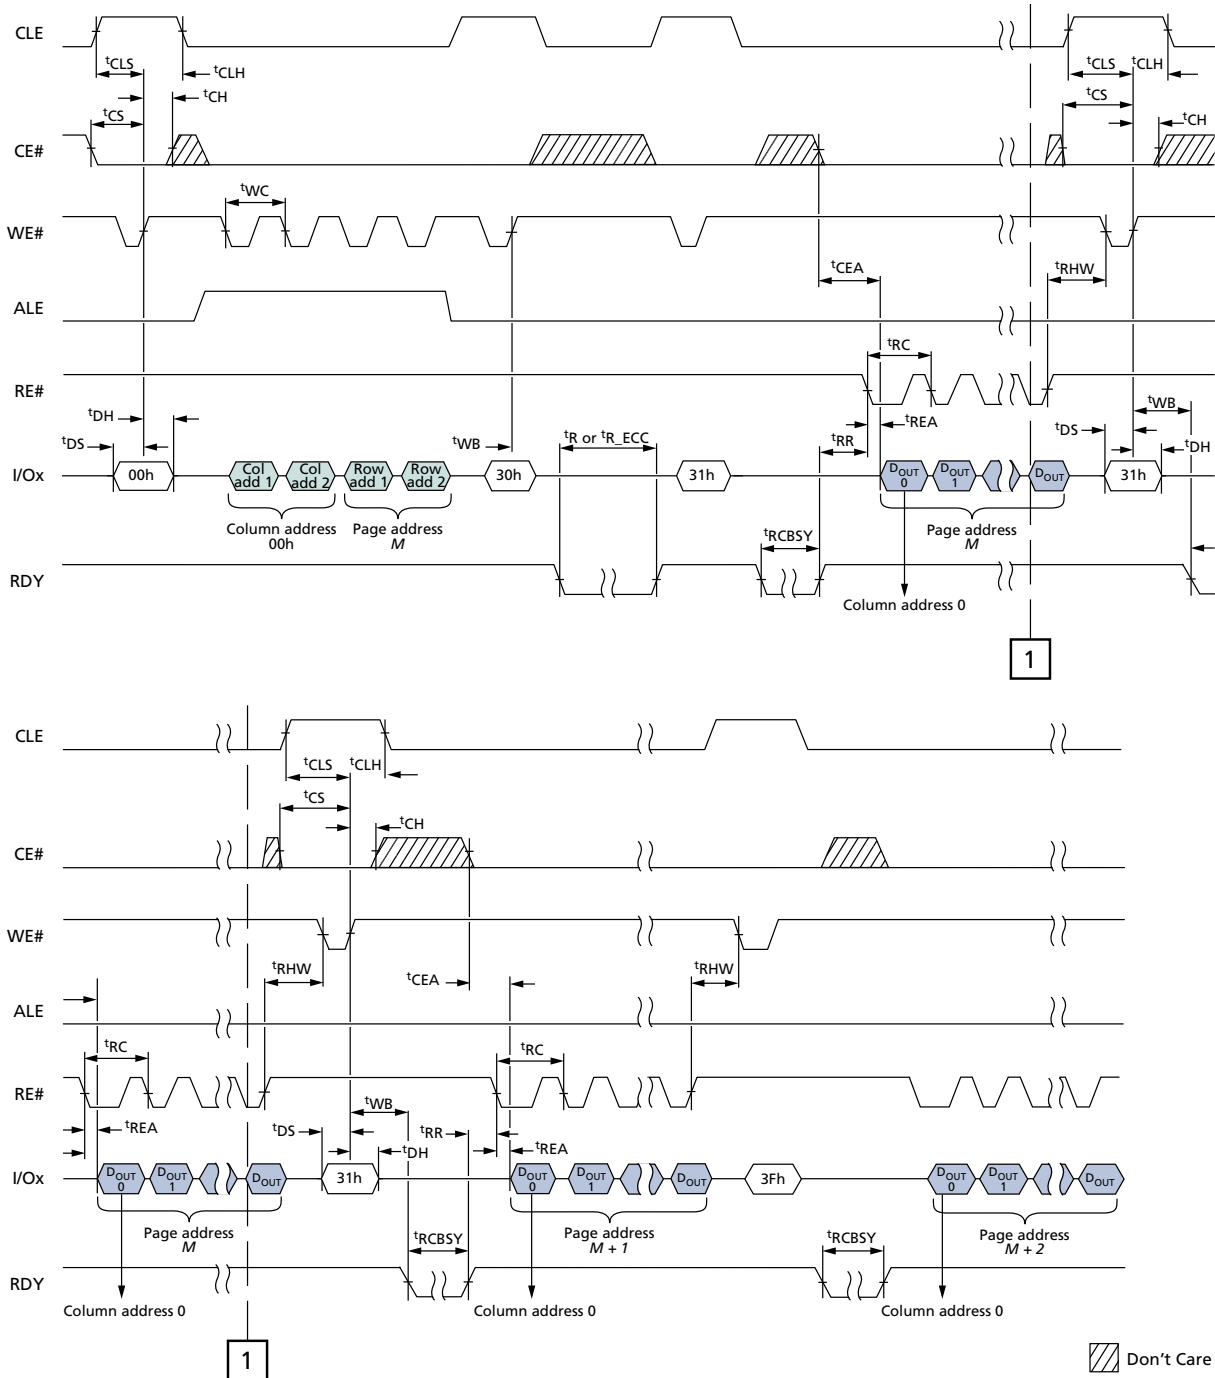 CLE
tCLS
tCLH
tCLS
tCLH
tCH
tCS
tCS
tCH
CE#
tWC
WE#
tCEA
tRHW
ALE
tRC
RE#
tDH
tWB
tREA
tDS
tWB
tR or tR_ECC
tRR
tDS
tDH
I/Ox
00h
Col add 1
Col add 2
Row add 1
Row add 2
30h
31h
DOUT 0
DOUT 1
DOUT
31h
Column address 00h
Page address M
tRCBSY
Page address M
RDY
Column address 0
1
CLE
tCLS
tCLH
tCS
tCH
CE#
WE#
tRHW
tCEA
tRHW
ALE
tRC
tRC
RE#
tWB
tREA
tDS
tDH
tRR
tREA
I/Ox
DOUT 0
DOUT 1
DOUT
31h
DOUT 0
DOUT 1
DOUT
3Fh
DOUT 0
DOUT 1
DOUT
Page address M
tRCBSY
Page address M + 1
tRCBSY
Page address M + 2
RDY
Column address 0
Column address 0
Column address 0
1
Don't Care